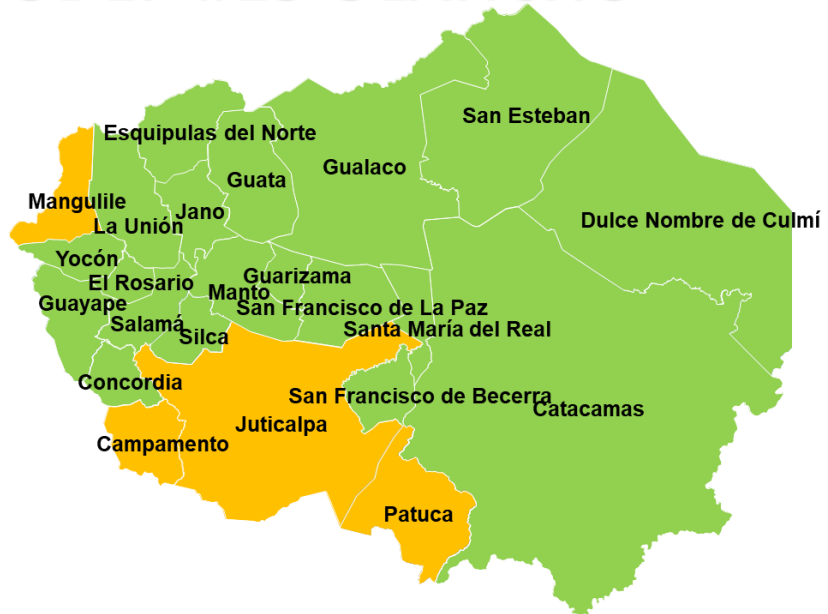 San Esteban
Esquipulas del Norte
Gualaco
Guata
Mangulile
Jano
Dulce Nombre de Culmí
La Unión
Yocón
Guarizama
El Rosario
Manto
Guayape
San Francisco de La Paz
Salamá
Santa María del Real
Silca
Concordia
San Francisco de Becerra
Catacamas
Juticalpa
Campamento
Patuca